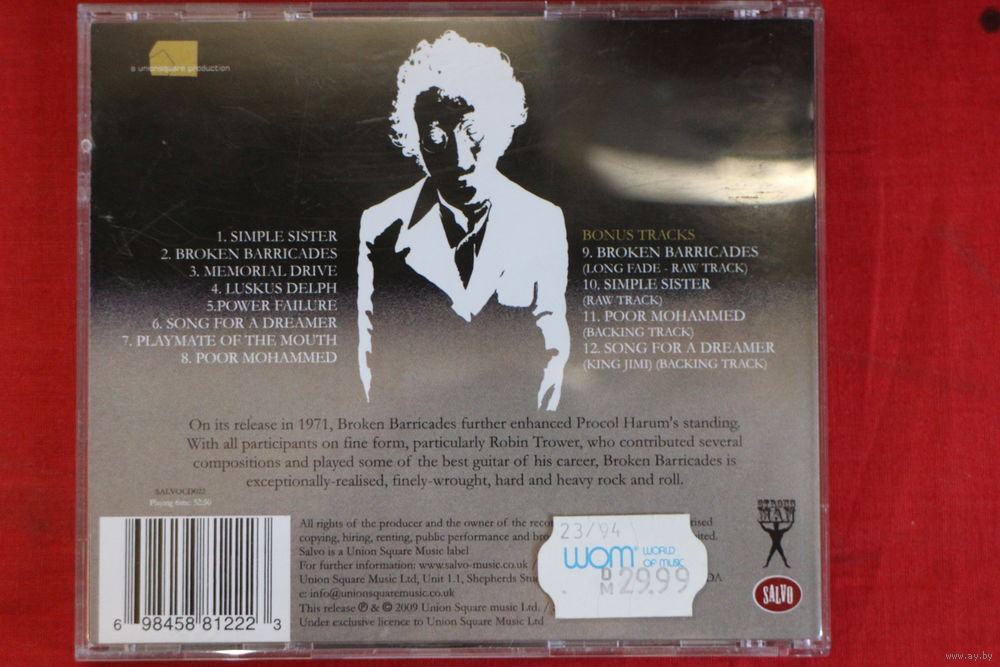 a unionsquare production
1. SIMPLE SISTER
2. BROKEN BARRICADES
3. MEMORIAL DRIVE
4. LUSKUS DELPH
5.POWER FAILURE
6. SONG FOR A DREAMER
7. PLAYMATE OF THE MOUTH
8. POOR MOHAMMED
BONUS TRACKS
9. BROKEN BARRICADES
(LONG FADE - RAW TRACK)
10. SIMPLE SISTER
(RAW TRACK)
11. POOR MOHAMMED
(BACKING TRACK)
12. SONG FOR A DREAMER
(KING JIMI) (BACKING TRACK)
On its release in 1971, Broken Barricades further enhanced Procol Harum's standing.
With all participants on fine form, particularly Robin Trower, who contributed several
compositions and played some of the best guitar of his career, Broken Barricades is
exceptionally-realised, finely-wrought, hard and heavy rock and roll.
SALVOCD022
Playing time: 52:50
All rights of the producer and the owner of the
copying, hiring, renting, public performance and
Salvo is a Union Square Music label
For further information: www.salvo-music.co.uk /
Union Square Music Ltd, Unit 1.1, Shepherds
e: info@unionsquaremusic.co.uk
This release ℗ & © 2009 Union Square Music Ltd. /
Under exclusive licence to Union Square Music Ltd
6 98458 81222 3
23/94
WOM® WORLD
OF MUSIC
DM 29.99
STRONG
MAN
SALVO
www.ay.by